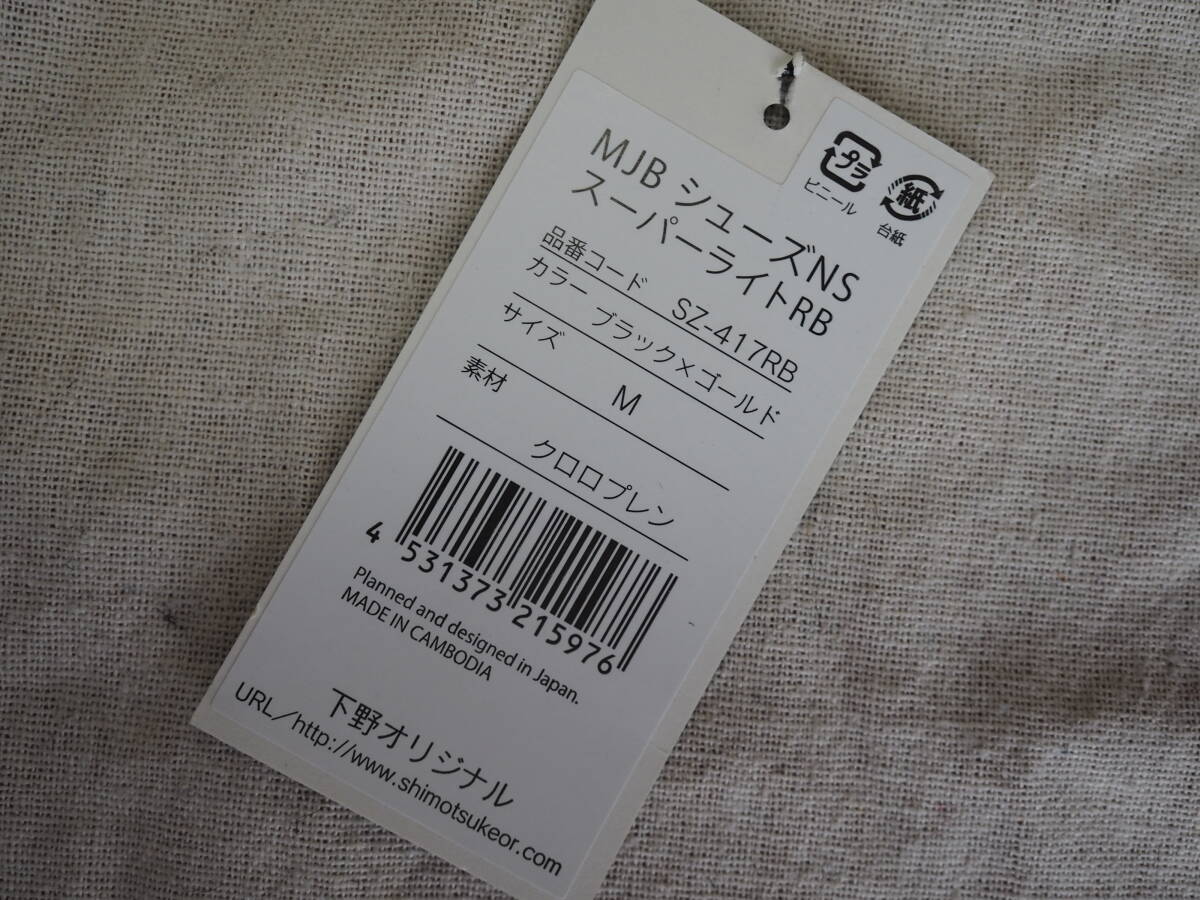 プラ
ビニール
紙
台紙
MJB シューズNS
スーパーライトRB
品番コード SZ-417RB
カラー ブラック×ゴールド
サイズ M
素材
クロロプレン
4 531373 215976
Planned and designed in Japan.
MADE IN CAMBODIA
下野オリジナル
URL／http://www.shimotsukeor.com